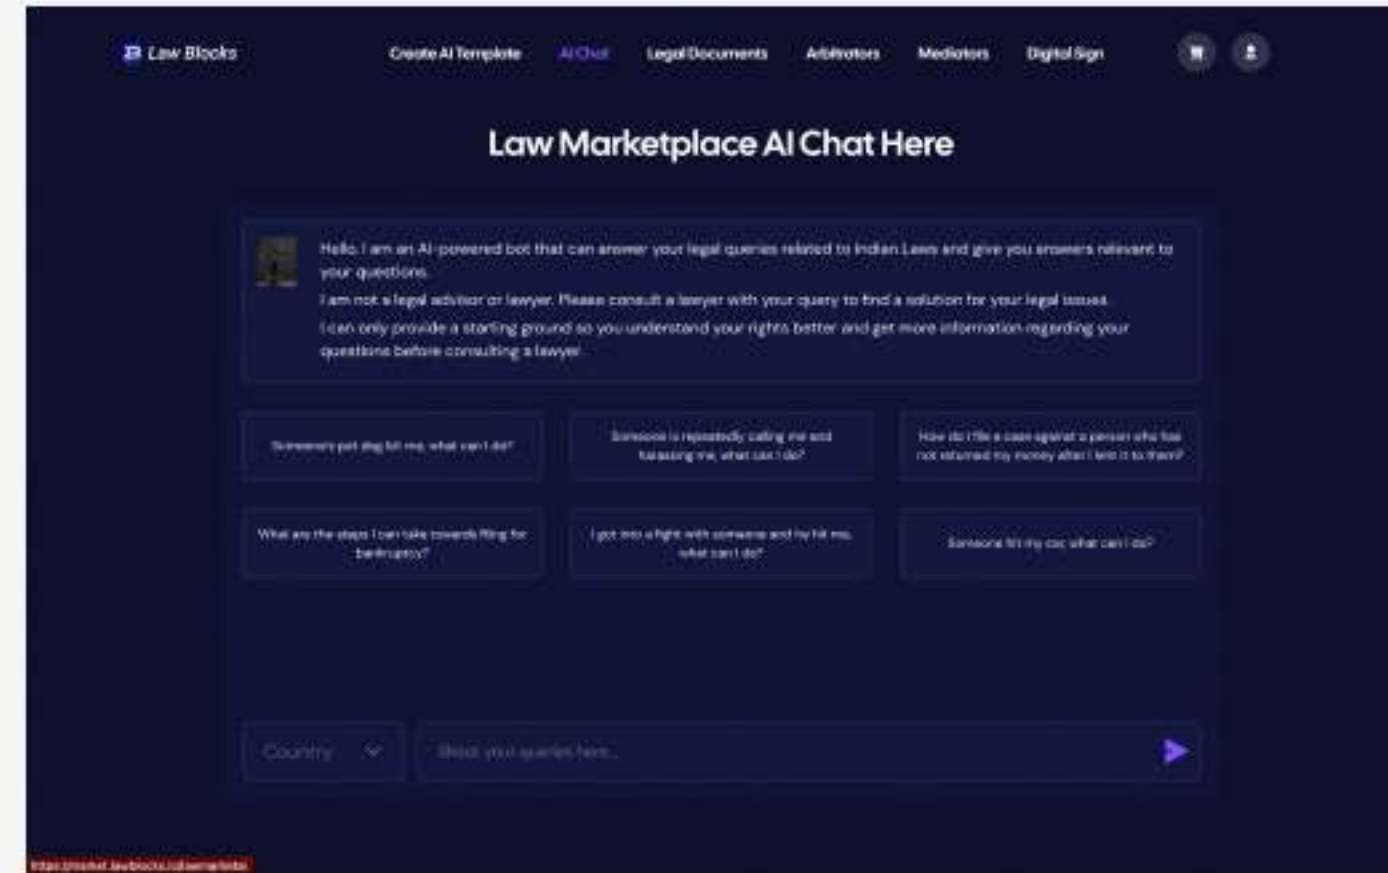 Law Blocks
Create AI Template
AI Chat
Legal Documents
Arbitrators
Mediators
Digital Sign
Law Marketplace AI Chat Here
Hello, I am an AI-powered bot that can answer your legal queries related to Indian Laws and give you answers relevant to
your questions.
I am not a legal advisor or lawyer. Please consult a lawyer with your query to find a solution for your legal issues.
I can only provide a starting ground so you understand your rights better and get more information regarding your
questions before consulting a lawyer.
Someone's pet dog bit me, what can I do?
Someone is repeatedly calling me and
harassing me, what can I do?
How do I file a case against a person who has
not returned my money after I lent it to them?
What are the steps I can take towards filing for
bankruptcy?
I got into a fight with someone and he hit me,
what can I do?
Someone hit my car, what can I do?
Country
Shoot your queries here...